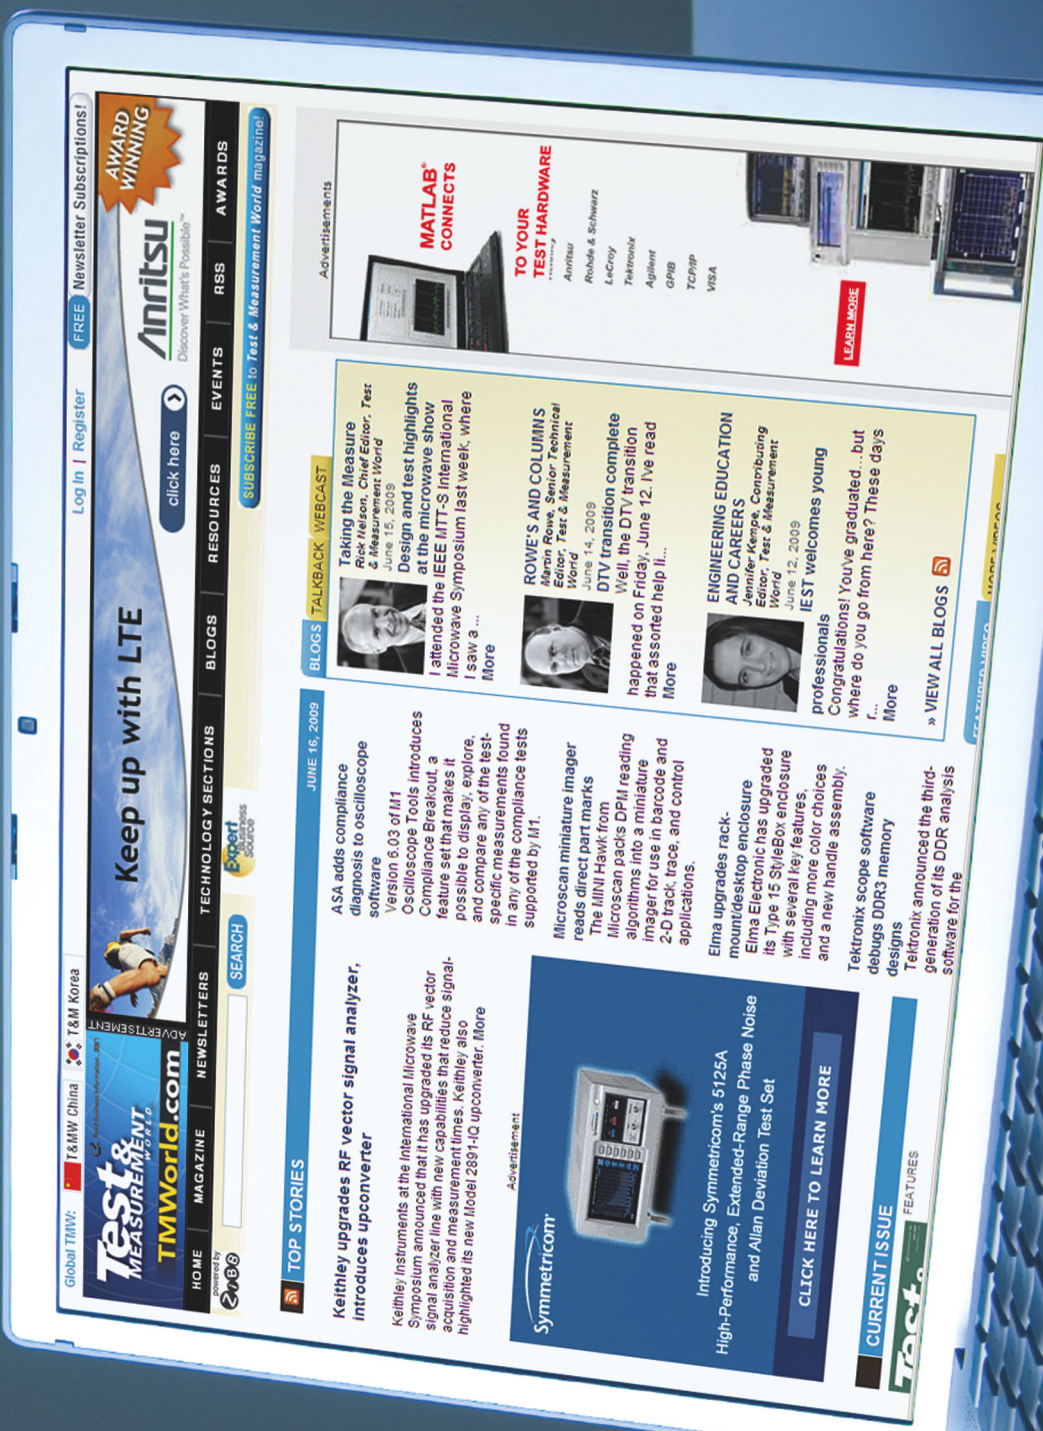 Global TMW:
T&MW China
T&M Korea
Log In | Register
FREE Newsletter Subscriptions!
Test &
MEASUREMENT
WORLD
TMWorld.com
ADVERTISEMENT
Keep up with LTE
click here
Anritsu
Discover What's Possible™
AWARD
WINNING
HOME
MAGAZINE
NEWSLETTERS
TECHNOLOGY SECTIONS
BLOGS
RESOURCES
EVENTS
RSS
AWARDS
powered by
SEARCH
Expert
BUSINESS
SOURCE
SUBSCRIBE FREE to Test & Measurement World magazine!
TOP STORIES
JUNE 16, 2009
Keithley upgrades RF vector signal analyzer,
introduces upconverter
Keithley Instruments at the International Microwave
Symposium announced that it has upgraded its RF vector
signal analyzer line with new capabilities that reduce signal-
acquisition and measurement times. Keithley also
highlighted its new Model 2891-IQ upconverter. More
Advertisement
Symmetricom®
Introducing Symmetricom's 5125A
High-Performance, Extended-Range Phase Noise
and Allan Deviation Test Set
CLICK HERE TO LEARN MORE
CURRENT ISSUE
Test &
FEATURES
ASA adds compliance
diagnosis to oscilloscope
software
Version 6.03 of M1
Oscilloscope Tools introduces
Compliance Breakout, a
feature set that makes it
possible to display, explore,
and compare any of the test-
specific measurements found
in any of the compliance tests
supported by M1.
Microscan miniature imager
reads direct part marks
The MINI Hawk from
Microscan packs DPM reading
algorithms into a miniature
imager for use in barcode and
2-D track, trace, and control
applications.
Elma upgrades rack-
mount/desktop enclosure
Elma Electronic has upgraded
its Type 15 StyleBox enclosure
with several key features,
including more color choices
and a new handle assembly.
Tektronix scope software
debugs DDR3 memory
designs
Tektronix announced the third-
generation of its DDR analysis
software for the
BLOGS
TALKBACK
WEBCAST
Taking the Measure
Rick Nelson, Chief Editor, Test
& Measurement World
June 15, 2009
Design and test highlights
at the microwave show
I attended the IEEE MTT-S International
Microwave Symposium last week, where
I saw a ...
More
ROWE'S AND COLUMNS
Martin Rowe, Senior Technical
Editor, Test & Measurement
World
June 14, 2009
DTV transition complete
Well, the DTV transition
happened on Friday, June 12. I've read
that assorted help li...
More
ENGINEERING EDUCATION
AND CAREERS
Jennifer Kempe, Contributing
Editor, Test & Measurement
World
June 12, 2009
IEST welcomes young
professionals
Congratulations! You've graduated...but
where do you go from here? These days
r...
More
» VIEW ALL BLOGS
FEATURED VIDEO
MORE VIDEOS
Advertisements
MATLAB®
CONNECTS
TO YOUR
TEST HARDWARE
Anritsu
Rohde & Schwarz
LeCroy
Tektronix
Agilent
GPIB
TCP/IP
VISA
LEARN MORE